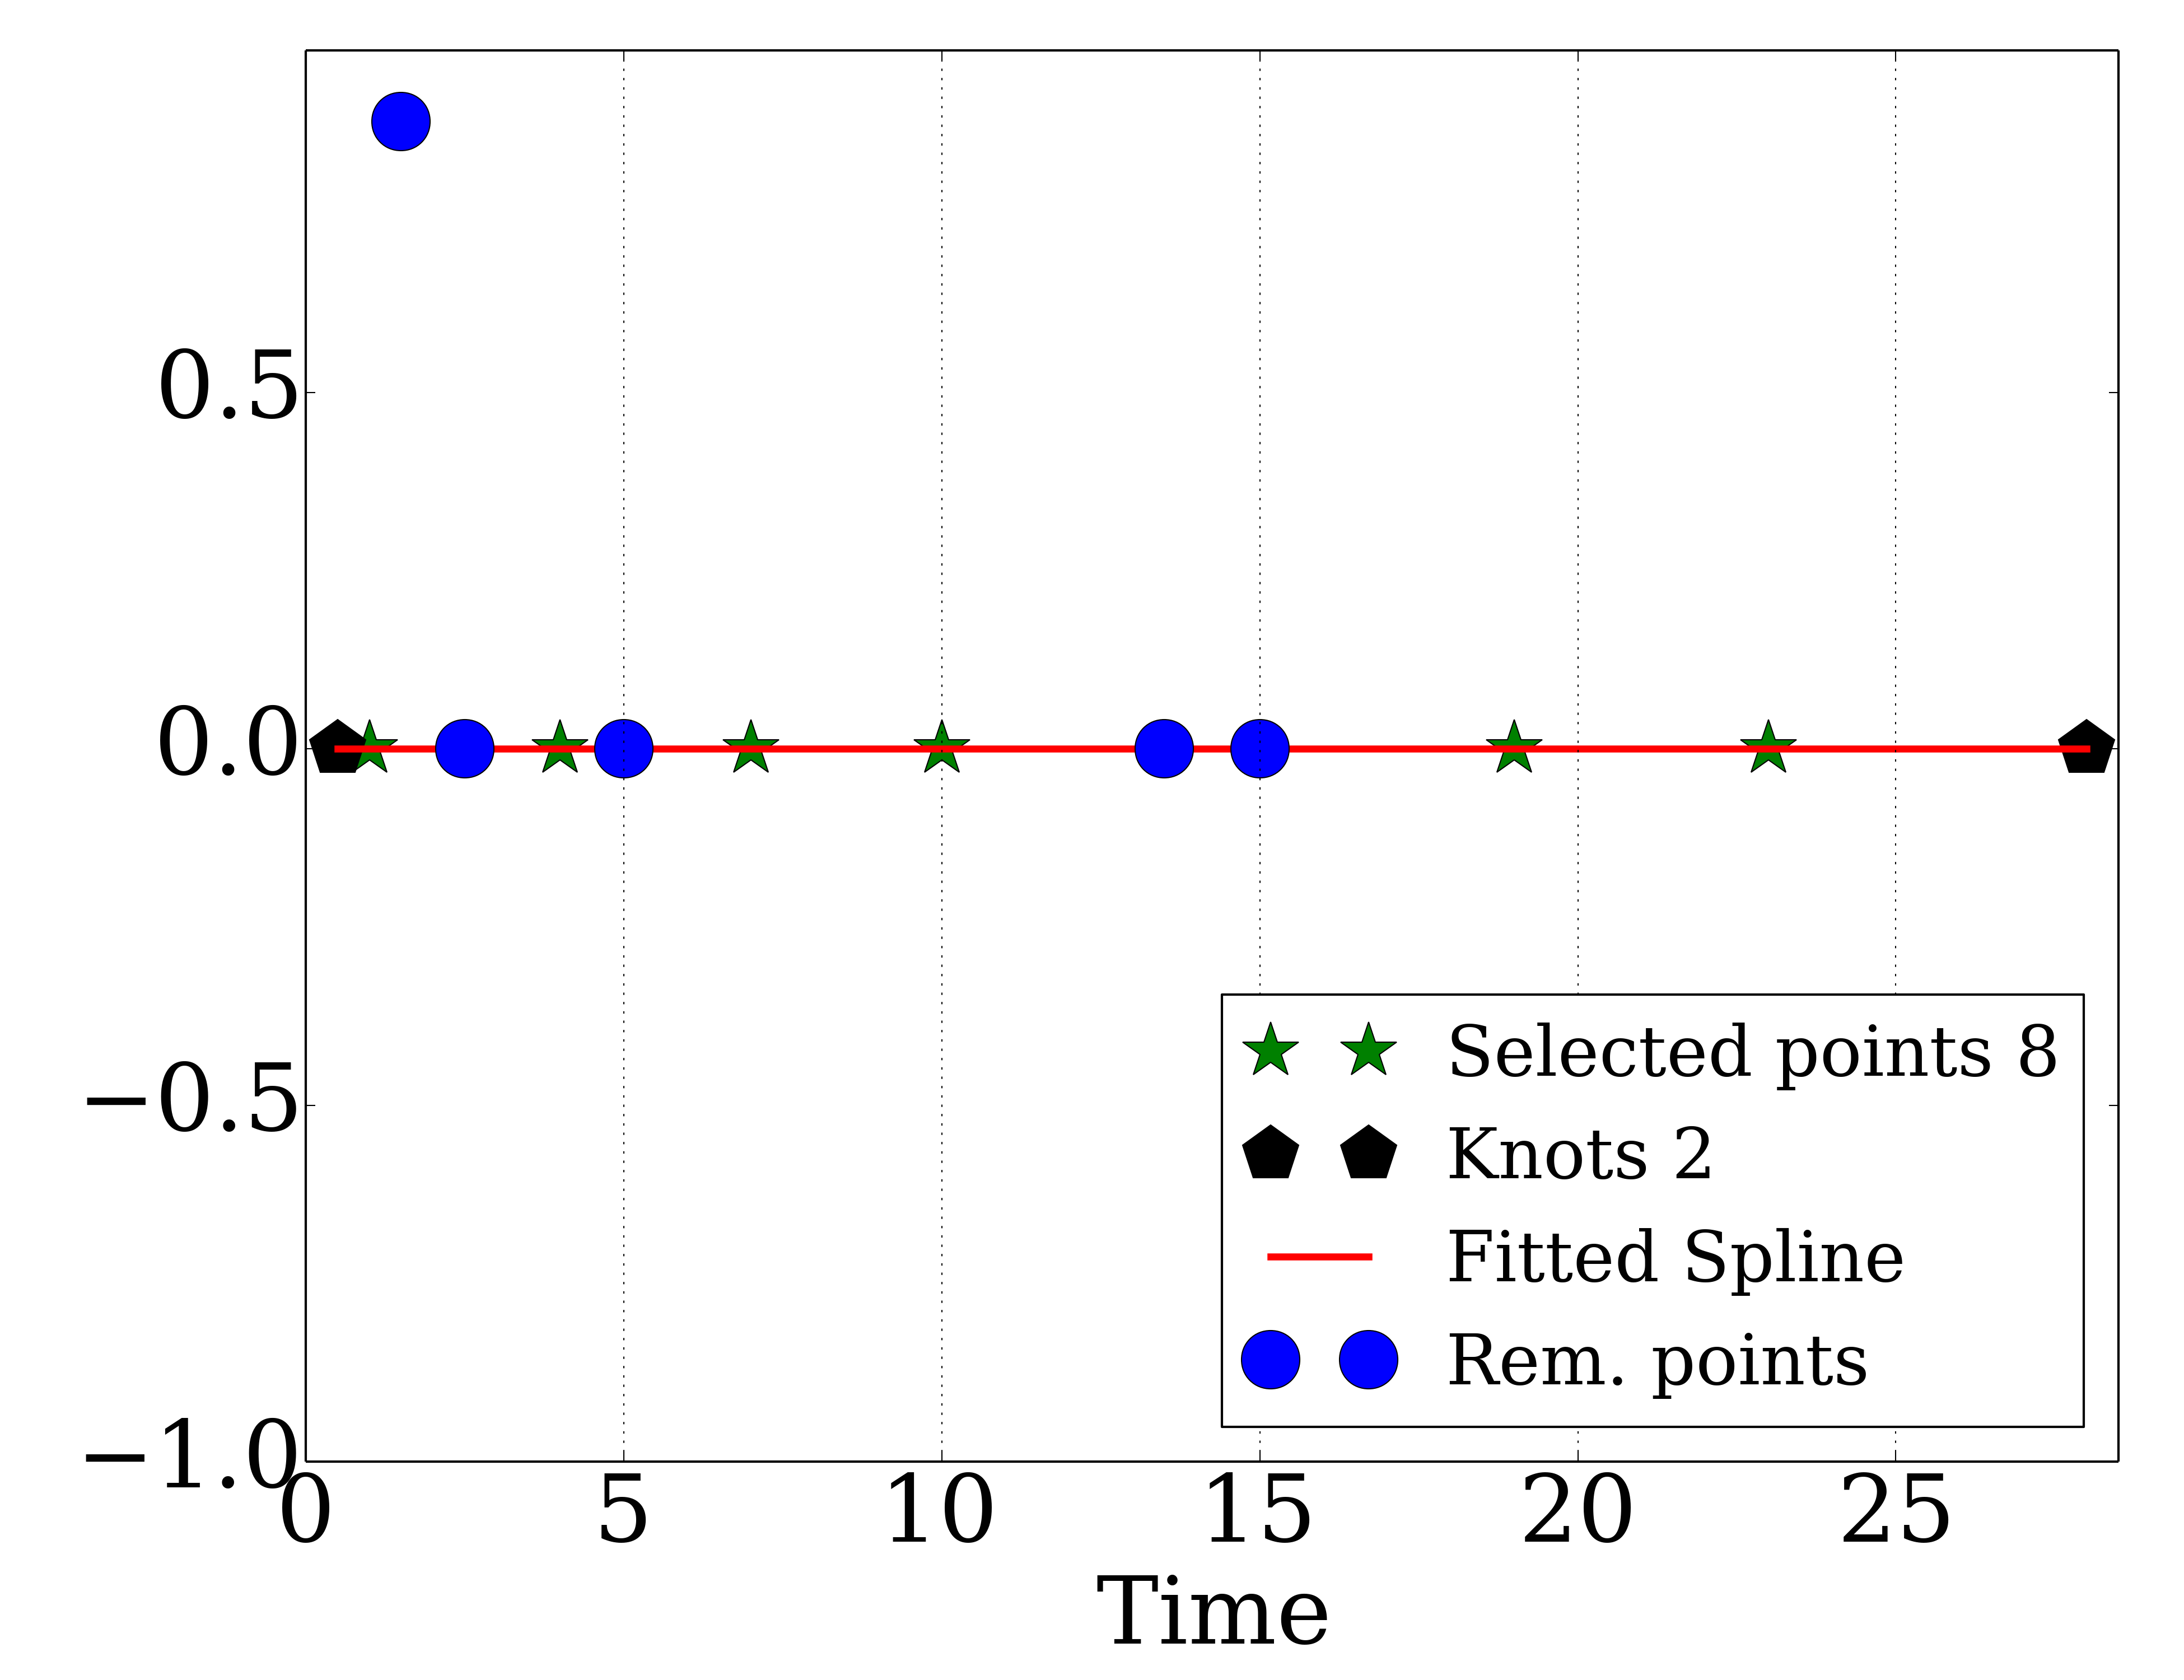 0.5
0.0
−0.5
−1.0
0 5 10 15 20 25
Time
Selected points 8
Knots 2
Fitted Spline
Rem. points